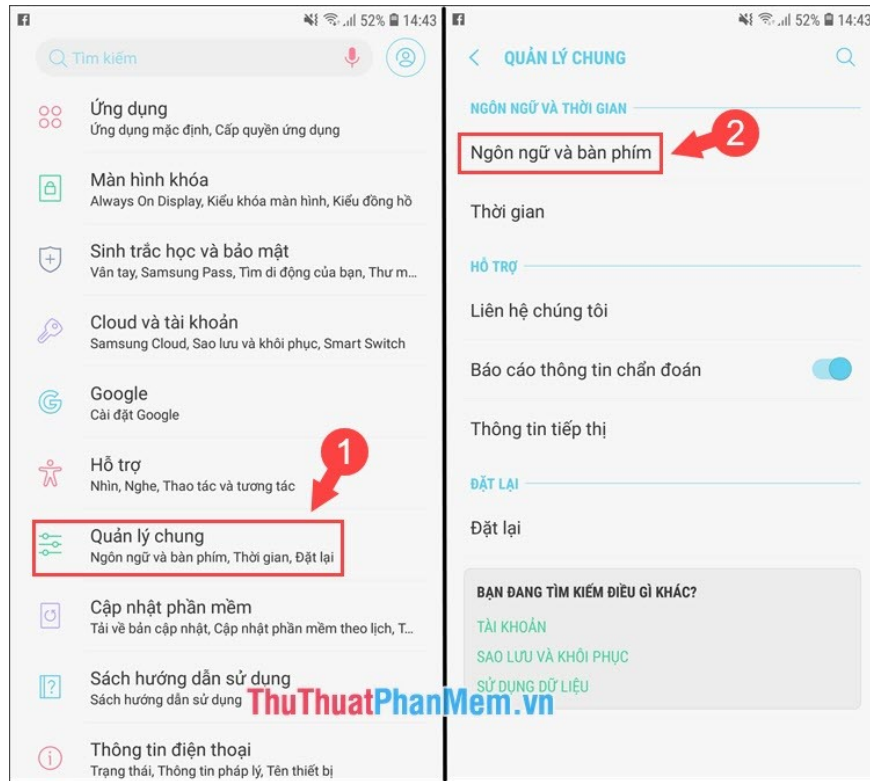 52% 14:43
Tìm kiếm
Ứng dụng
Ứng dụng mặc định, Cấp quyền ứng dụng
Màn hình khóa
Always On Display, Kiểu khóa màn hình, Kiểu đồng hồ
Sinh trắc học và bảo mật
Vân tay, Samsung Pass, Tìm di động của bạn, Thư m...
Cloud và tài khoản
Samsung Cloud, Sao lưu và khôi phục, Smart Switch
Google
Cài đặt Google
Hỗ trợ
Nhìn, Nghe, Thao tác và tương tác
1
Quản lý chung
Ngôn ngữ và bàn phím, Thời gian, Đặt lại
Cập nhật phần mềm
Tải về bản cập nhật, Cập nhật phần mềm theo lịch, T...
Sách hướng dẫn sử dụng
Sách hướng dẫn sử dụng
Thông tin điện thoại
Trạng thái, Thông tin pháp lý, Tên thiết bị
52% 14:43
QUẢN LÝ CHUNG
NGÔN NGỮ VÀ THỜI GIAN
2
Ngôn ngữ và bàn phím
Thời gian
HỖ TRỢ
Liên hệ chúng tôi
Báo cáo thông tin chẩn đoán
Thông tin tiếp thị
ĐẶT LẠI
Đặt lại
BẠN ĐANG TÌM KIẾM ĐIỀU GÌ KHÁC?
TÀI KHOẢN
SAO LƯU VÀ KHÔI PHỤC
SỬ DỤNG DỮ LIỆU
ThuThuatPhanMem.vn